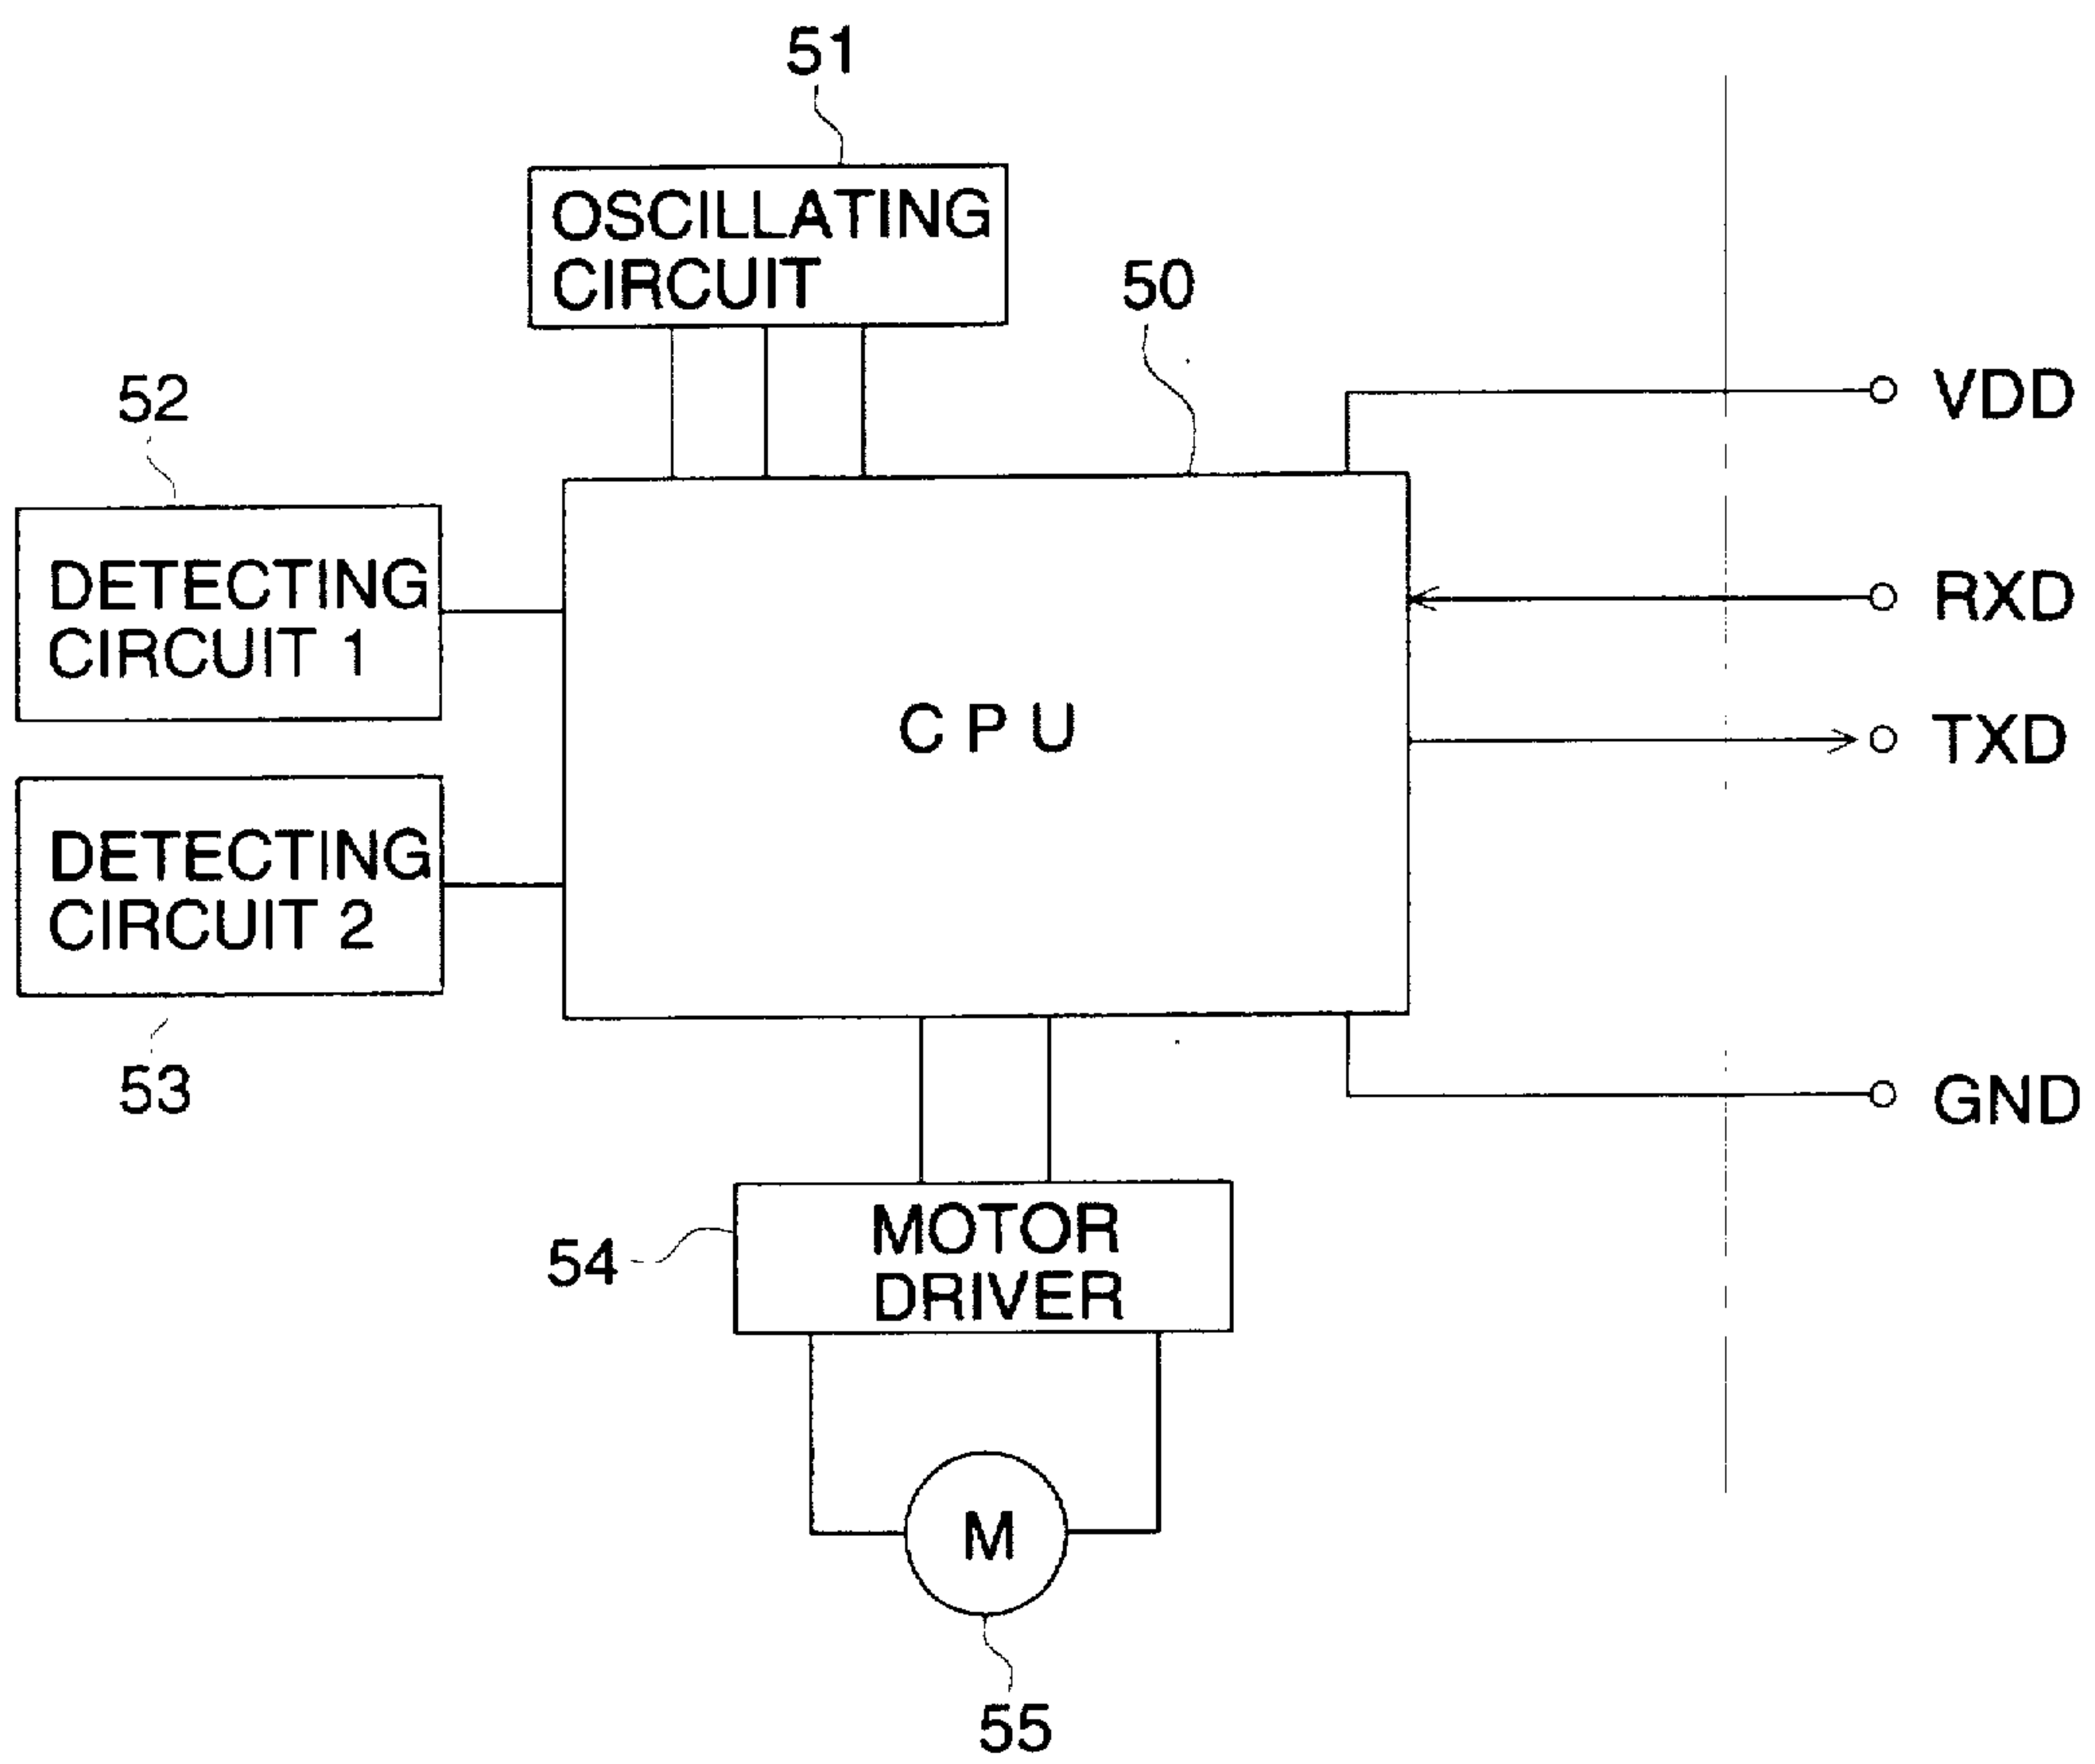 51
OSCILLATING
CIRCUIT
50
52
VDD
DETECTING
CIRCUIT 1
RXD
CPU
TXD
DETECTING
CIRCUIT 2
53
GND
54
MOTOR
DRIVER
M
55